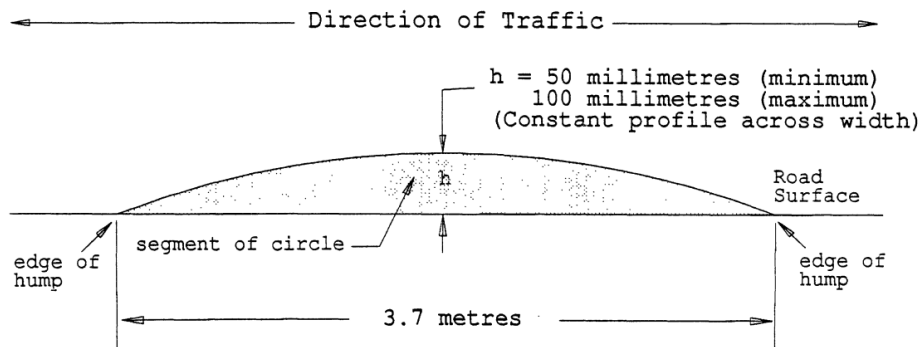 Direction of Traffic
h = 50 millimetres (minimum)
100 millimetres (maximum)
(Constant profile across width)
h
Road
Surface
segment of circle
edge of
hump
edge of
hump
3.7 metres